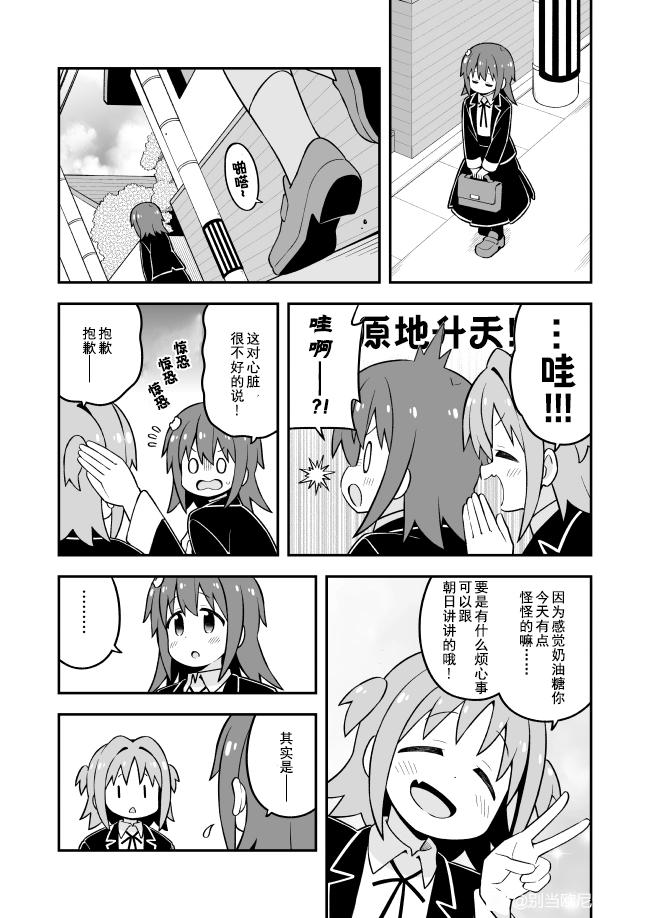 啪嗒~
…
哇!!!
原地升天!
哇啊——?!
这对心脏
很不好的说!
惊恐
惊恐
惊恐
抱歉
抱歉——
因为感觉奶油糖你
今天有点
怪怪的嘛……
要是有什么烦心事
可以跟
朝日讲讲的哦!
……
其实是——
@别当欧尼